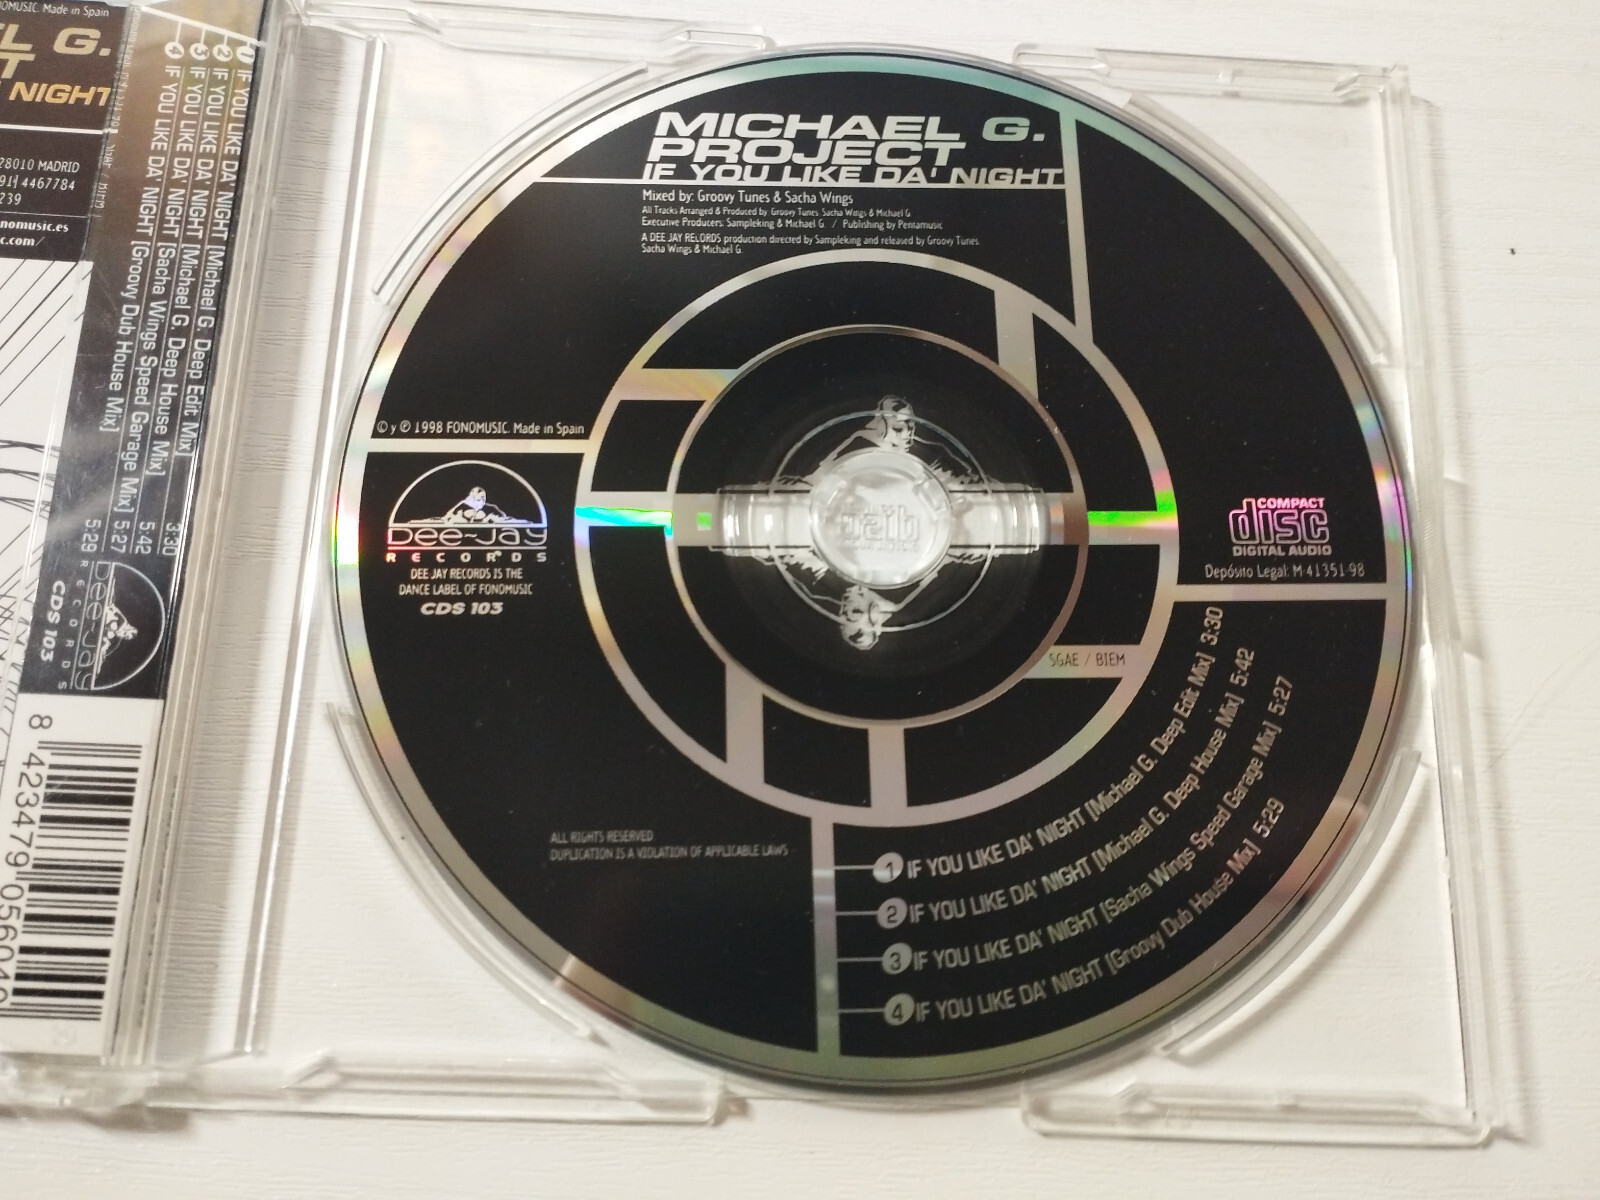 MICHAEL G.
PROJECT
IF YOU LIKE DA' NIGHT
Mixed by: Groovy Tunes & Sacha Wings
All Tracks Arranged & Produced by Groovy Tunes, Sacha Wings & Michael G.
Executive Producers: Sampleking & Michael G. / Publishing by Pentamusic
A DEE JAY RECORDS production directed by Sampleking and released by Groovy Tunes,
Sacha Wings & Michael G.
© y ℗ 1998 FONOMUSIC. Made in Spain
Dee-Jay
RECORDS
DEE JAY RECORDS IS THE
DANCE LABEL OF FONOMUSIC
CDS 103
COMPACT
disc
DIGITAL AUDIO
Depósito Legal: M-41351-98
SGAE / BIEM
ALL RIGHTS RESERVED
DUPLICATION IS A VIOLATION OF APPLICABLE LAWS
1 IF YOU LIKE DA' NIGHT [Michael G. Deep Edit Mix] 3:30
2 IF YOU LIKE DA' NIGHT [Michael G. Deep House Mix] 5:42
3 IF YOU LIKE DA' NIGHT [Sacha Wings Speed Garage Mix] 5:27
4 IF YOU LIKE DA' NIGHT [Groovy Dub House Mix] 5:29
FONOMUSIC. Made in Spain
G.
NIGHT
28010 MADRID
4467784
239
nomusic.es
c.com/
1 IF YOU LIKE DA' NIGHT [Michael G. Deep Edit Mix] 3:30
2 IF YOU LIKE DA' NIGHT [Michael G. Deep House Mix] 5:42
3 IF YOU LIKE DA' NIGHT [Sacha Wings Speed Garage Mix] 5:27
4 IF YOU LIKE DA' NIGHT [Groovy Dub House Mix] 5:29
SGAE / BIEM
Dee-Jay
RECORDS
CDS 103
8 423479 056040